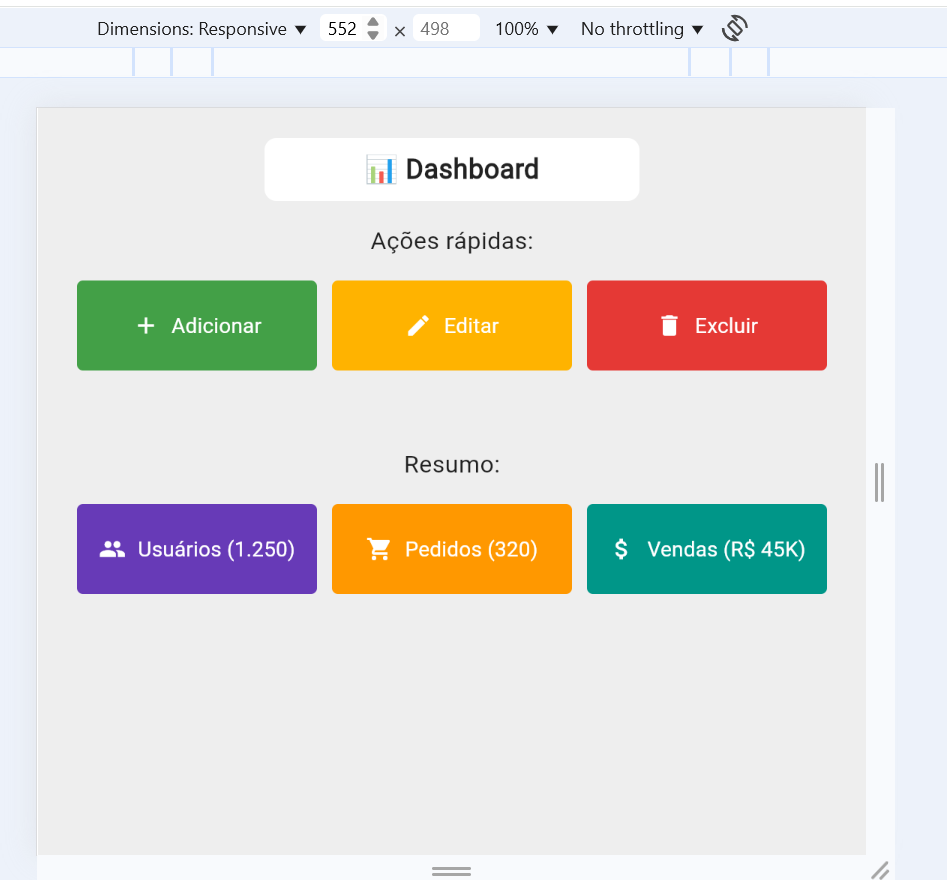 Dimensions: Responsive ▼ 552 × 498 100% ▼ No throttling ▼
📊 Dashboard
Ações rápidas:
Adicionar Editar Excluir
Resumo:
Usuários (1.250) Pedidos (320) $ Vendas (R$ 45K)